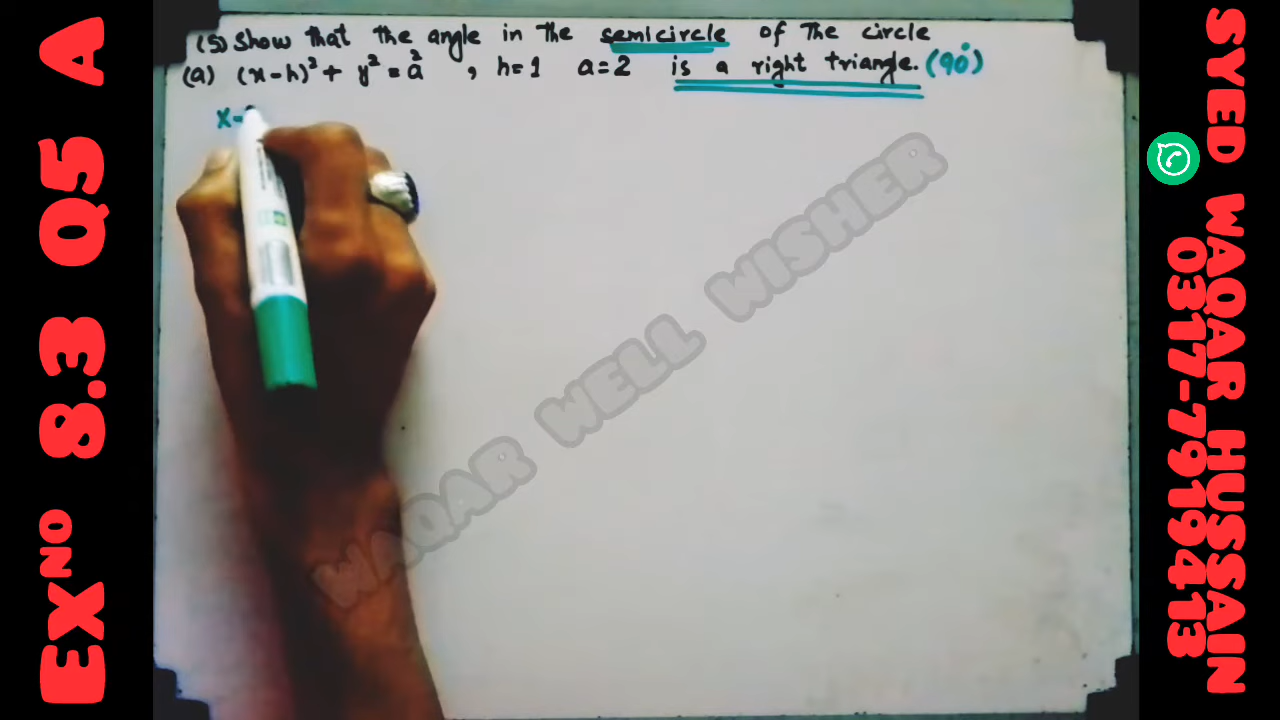 Exᴺᴼ 8.3 Q5 A
(5) Show that the angle in the semicircle of the circle
(a) (x-h)² + y² = a² , h=1 a=2 is a right triangle. (90°)
x-
WAQAR WELL WISHER
SYED WAQAR HUSSAIN
0317-7919413